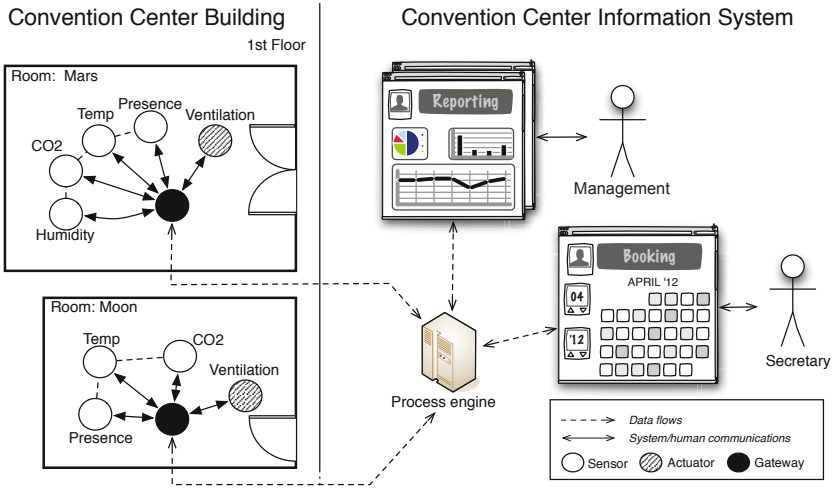 Convention Center Building
1st Floor
Room: Mars
Presence
Temp
Ventilation
CO2
Humidity
Room: Moon
Temp
CO2
Ventilation
Presence
Convention Center Information System
Reporting
Management
Booking
APRIL '12
04
'12
Secretary
Process engine
Data flows
System/human communications
Sensor
Actuator
Gateway